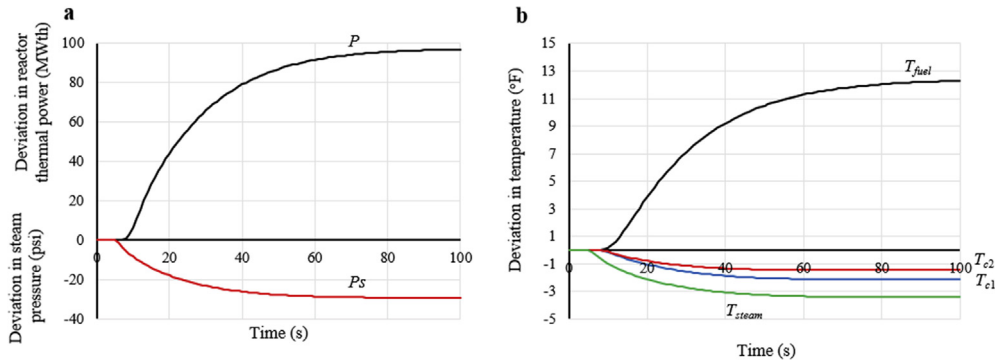 a
Deviation in reactor
thermal power (MWth)
Deviation in steam
pressure (psi)
100
80
60
40
20
0
-20
-40
0 20 40 60 80 100
P
Ps
Time (s)
b
Deviation in temperature (°F)
15
13
11
9
7
5
3
1
-1
-3
-5
0 20 40 60 80 100
Tfuel
Tc2
Tc1
Tsteam
Time (s)